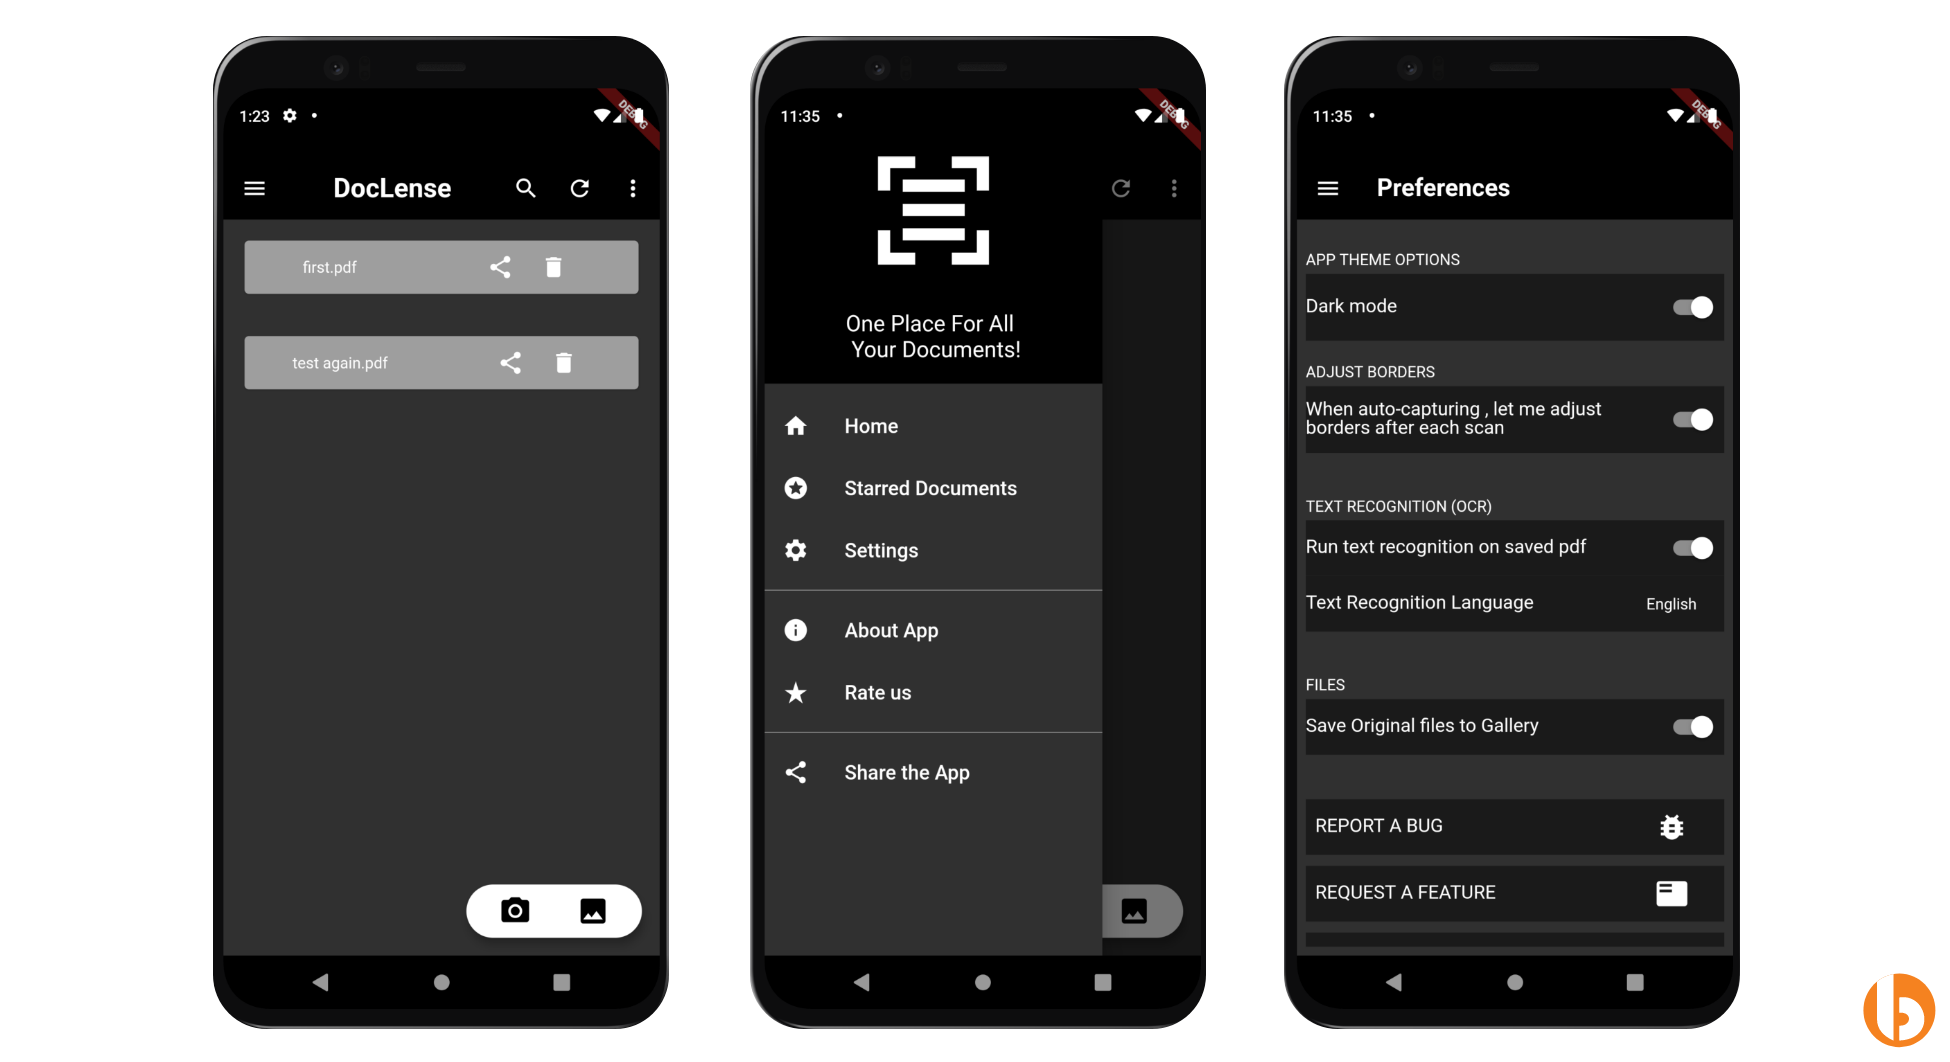 1:23
DEBUG
DocLense
first.pdf
test again.pdf
11:35
DEBUG
One Place For All
Your Documents!
Home
Starred Documents
Settings
About App
Rate us
Share the App
11:35
DEBUG
Preferences
APP THEME OPTIONS
Dark mode
ADJUST BORDERS
When auto-capturing , let me adjust
borders after each scan
TEXT RECOGNITION (OCR)
Run text recognition on saved pdf
Text Recognition Language English
FILES
Save Original files to Gallery
REPORT A BUG
REQUEST A FEATURE
b